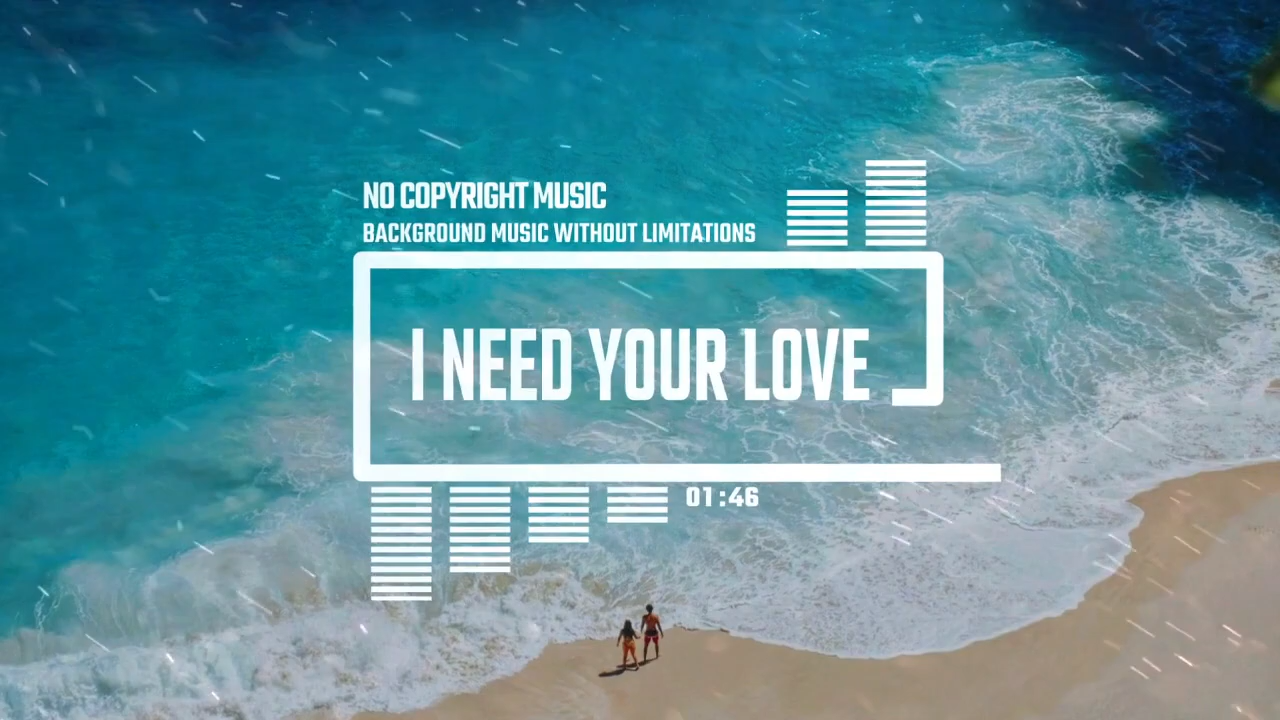 NO COPYRIGHT MUSIC
BACKGROUND MUSIC WITHOUT LIMITATIONS
I NEED YOUR LOVE
01:46